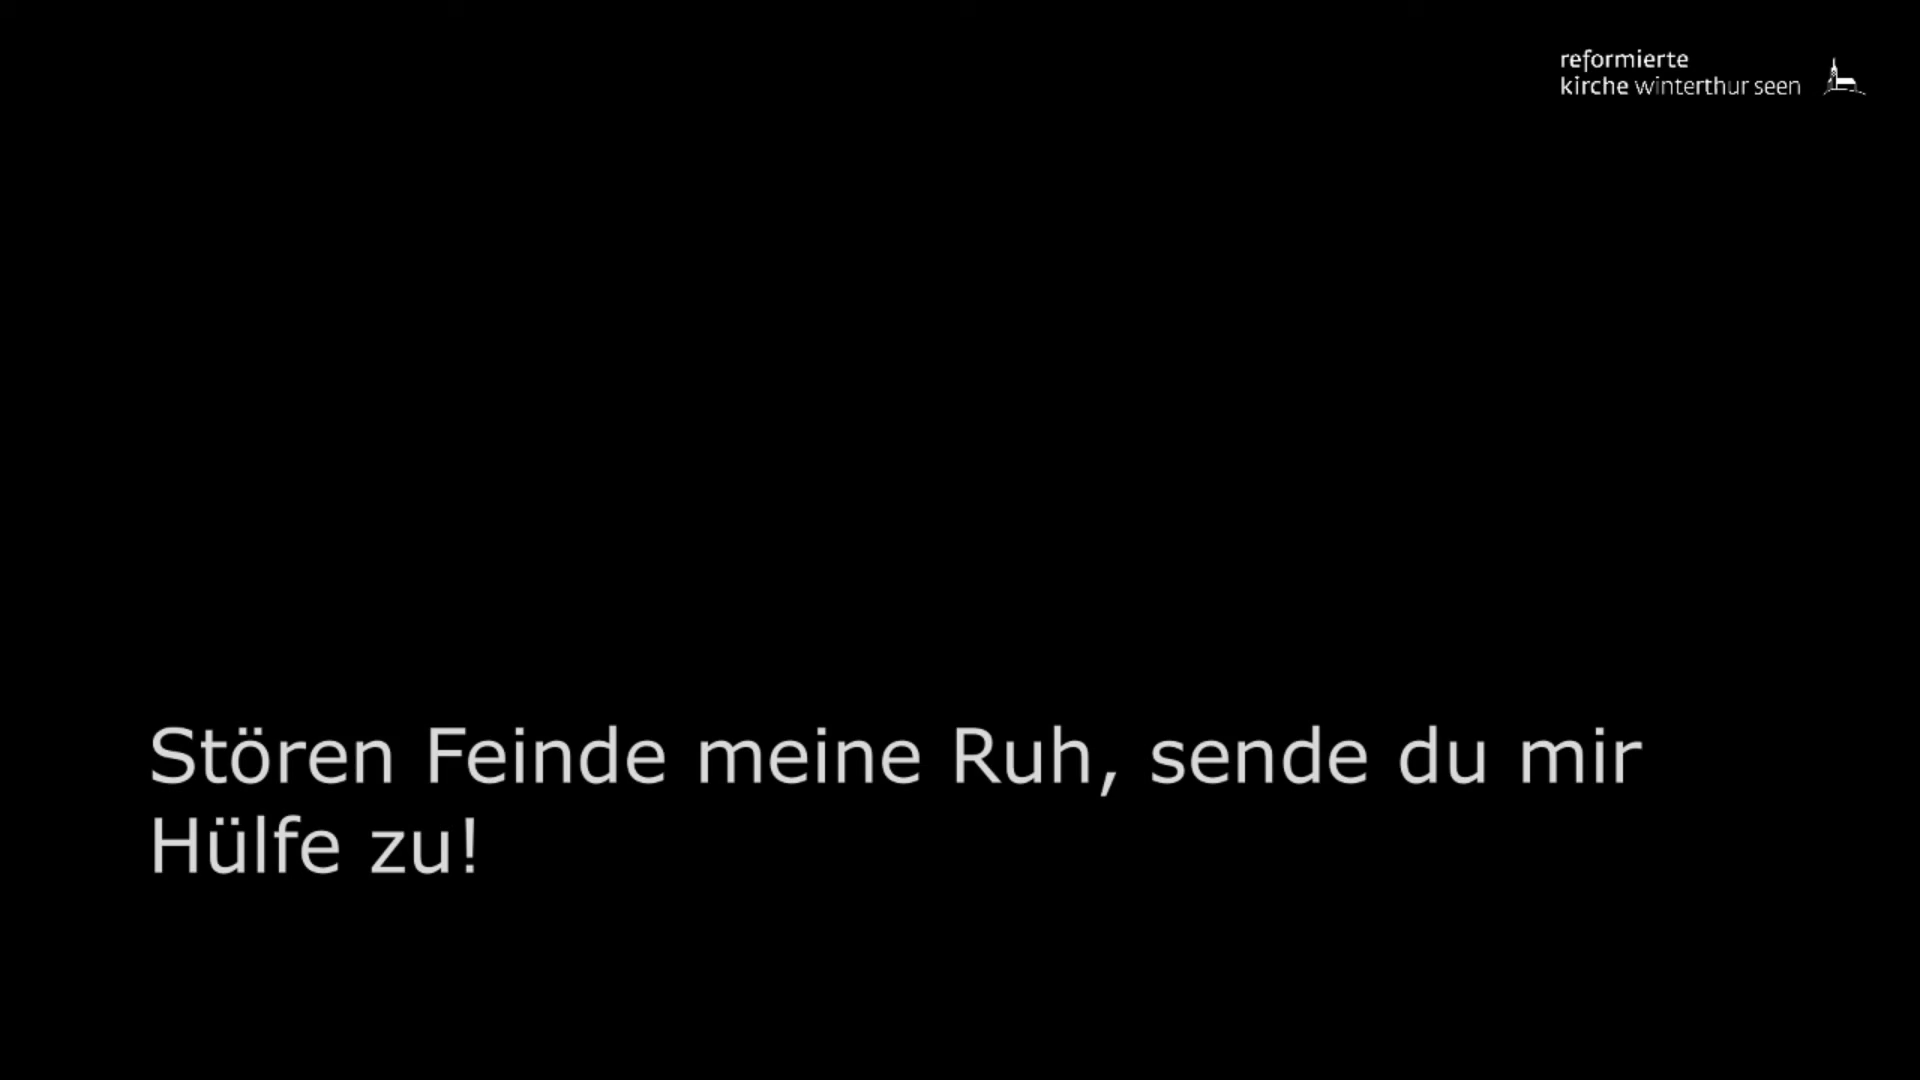 reformierte
kirche winterthur seen
Stören Feinde meine Ruh, sende du mir
Hülfe zu!